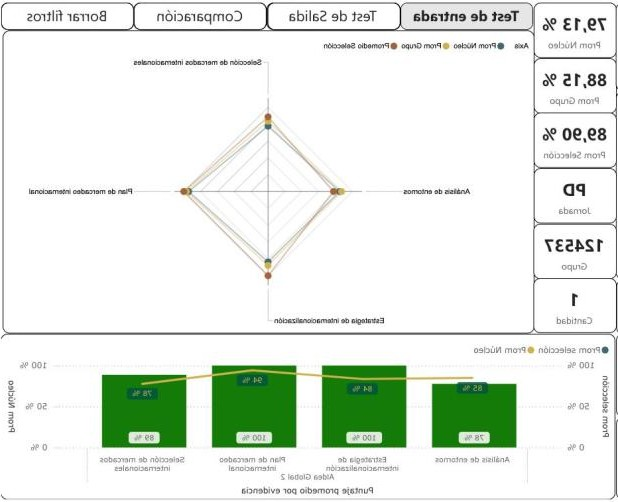 Test de entrada
Test de Salida
Comparación
Borrar filtros
79,13 %
Prom Núcleo
88,15 %
Prom Grupo
89,90 %
Prom Selección
PD
Jornada
124537
Grupo
1
Cantidad
Axis Prom Núcleo Prom Grupo Promedio Selección
Selección de mercados internacionales
Análisis de entornos
Plan de mercadeo internacional
Estrategia de internacionalización
Prom selección Prom Núcleo
100 %
50 %
0 %
Prom selección
85 %
84 %
94 %
78 %
78 %
100 %
100 %
89 %
100 %
50 %
0 %
Prom Núcleo
Análisis de entornos
Estrategia de
internacionalización
Plan de mercadeo
internacional
Selección de mercados
internacionales
Aldea Global 2
Puntaje promedio por evidencia